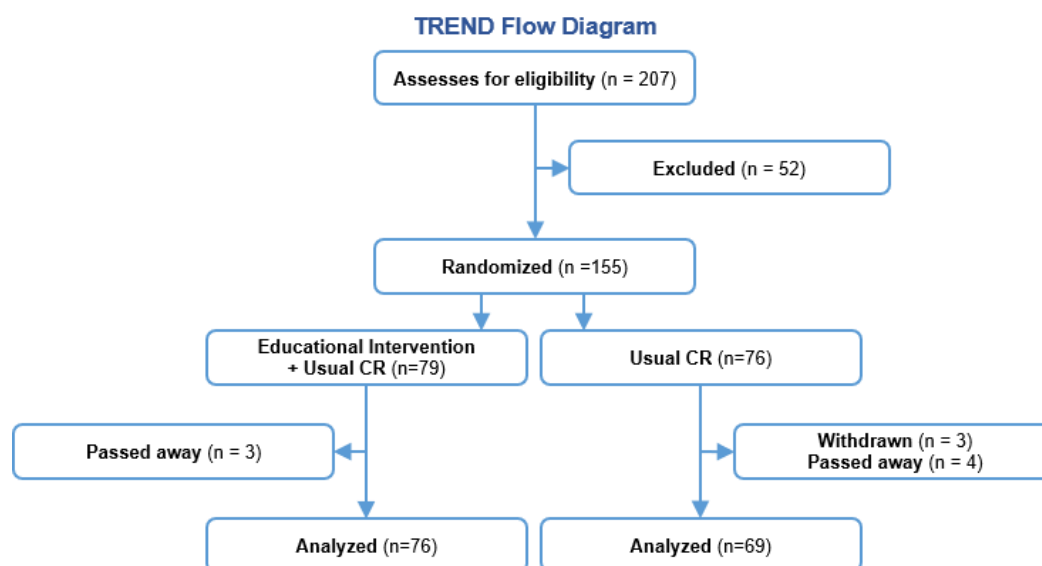 TREND Flow Diagram
Assesses for eligibility (n = 207)
Excluded (n = 52)
Randomized (n =155)
Educational Intervention
+ Usual CR (n=79)
Usual CR (n=76)
Passed away (n = 3)
Withdrawn (n = 3)
Passed away (n = 4)
Analyzed (n=76)
Analyzed (n=69)